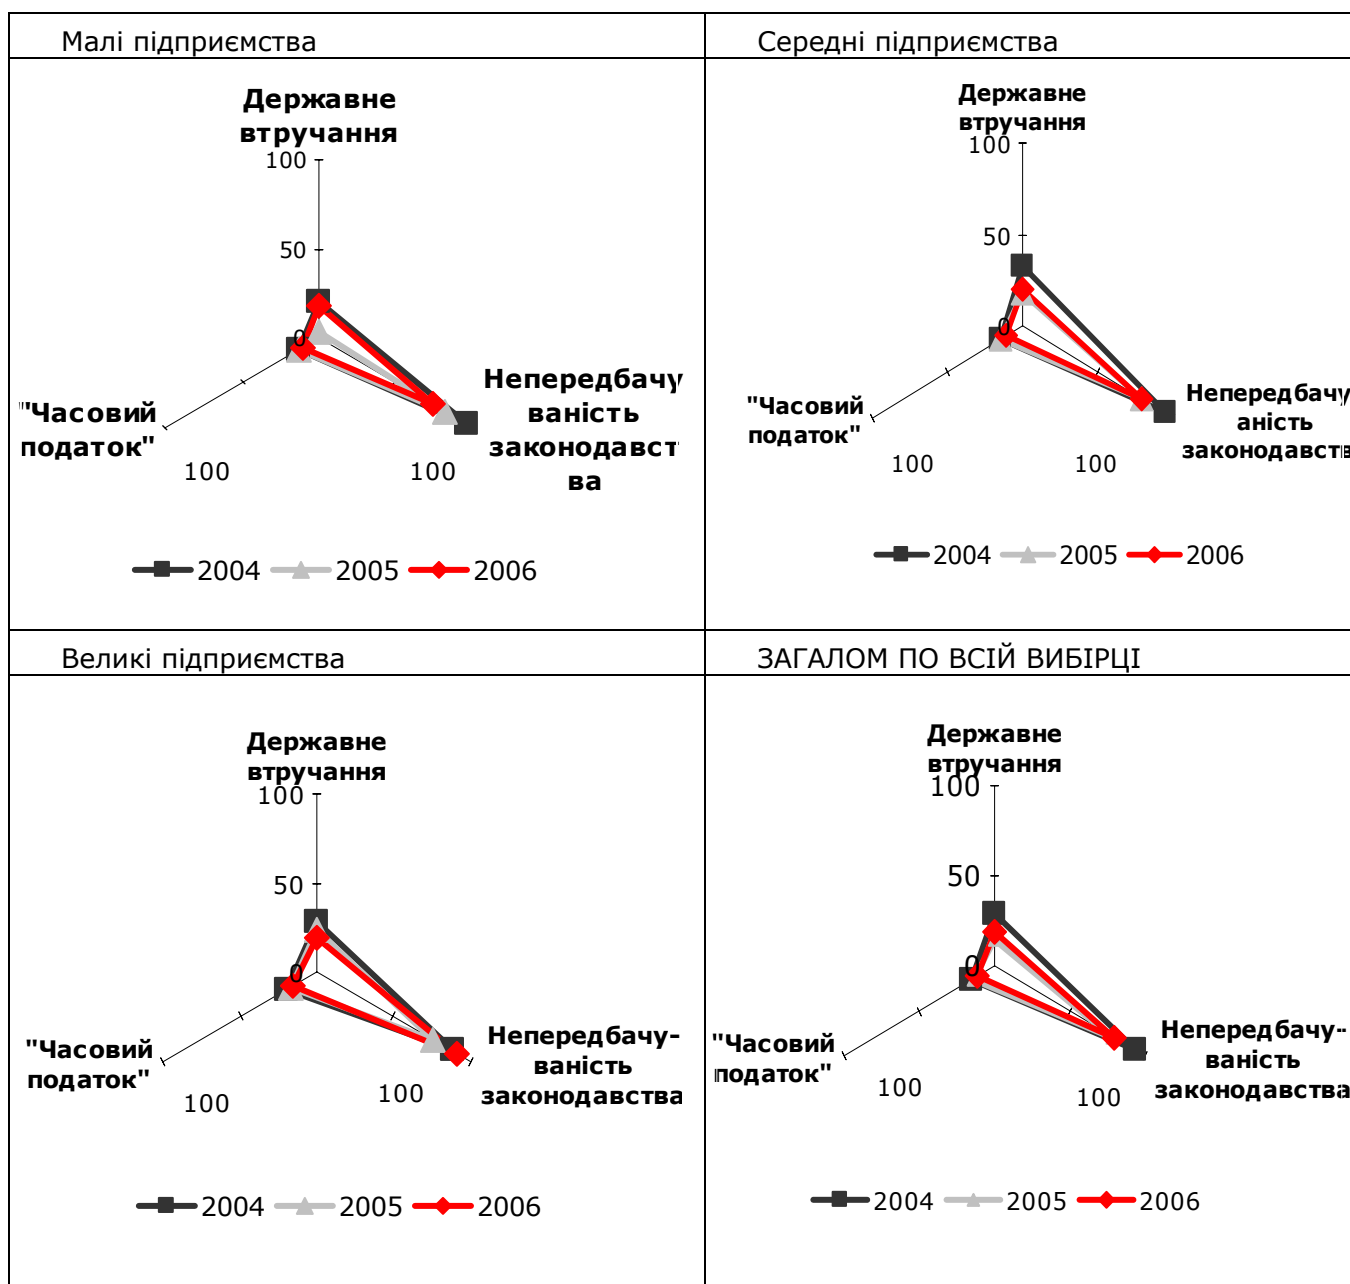 Малі підприємства
Державне
втручання
100
50
0
Непередбачу
ваність
законодавст
ва
"Часовий
податок"
100
100
2004 2005 2006
Середні підприємства
Державне
втручання
100
50
0
Непередбачу
аність
законодавств
"Часовий
податок"
100
100
2004 2005 2006
Великі підприємства
Державне
втручання
100
50
0
Непередбачу-
ваність
законодавства
"Часовий
податок"
100
100
2004 2005 2006
ЗАГАЛОМ ПО ВСІЙ ВИБІРЦІ
Державне
втручання
100
50
0
Непередбачу-
ваність
законодавства
"Часовий
податок"
100
100
2004 2005 2006